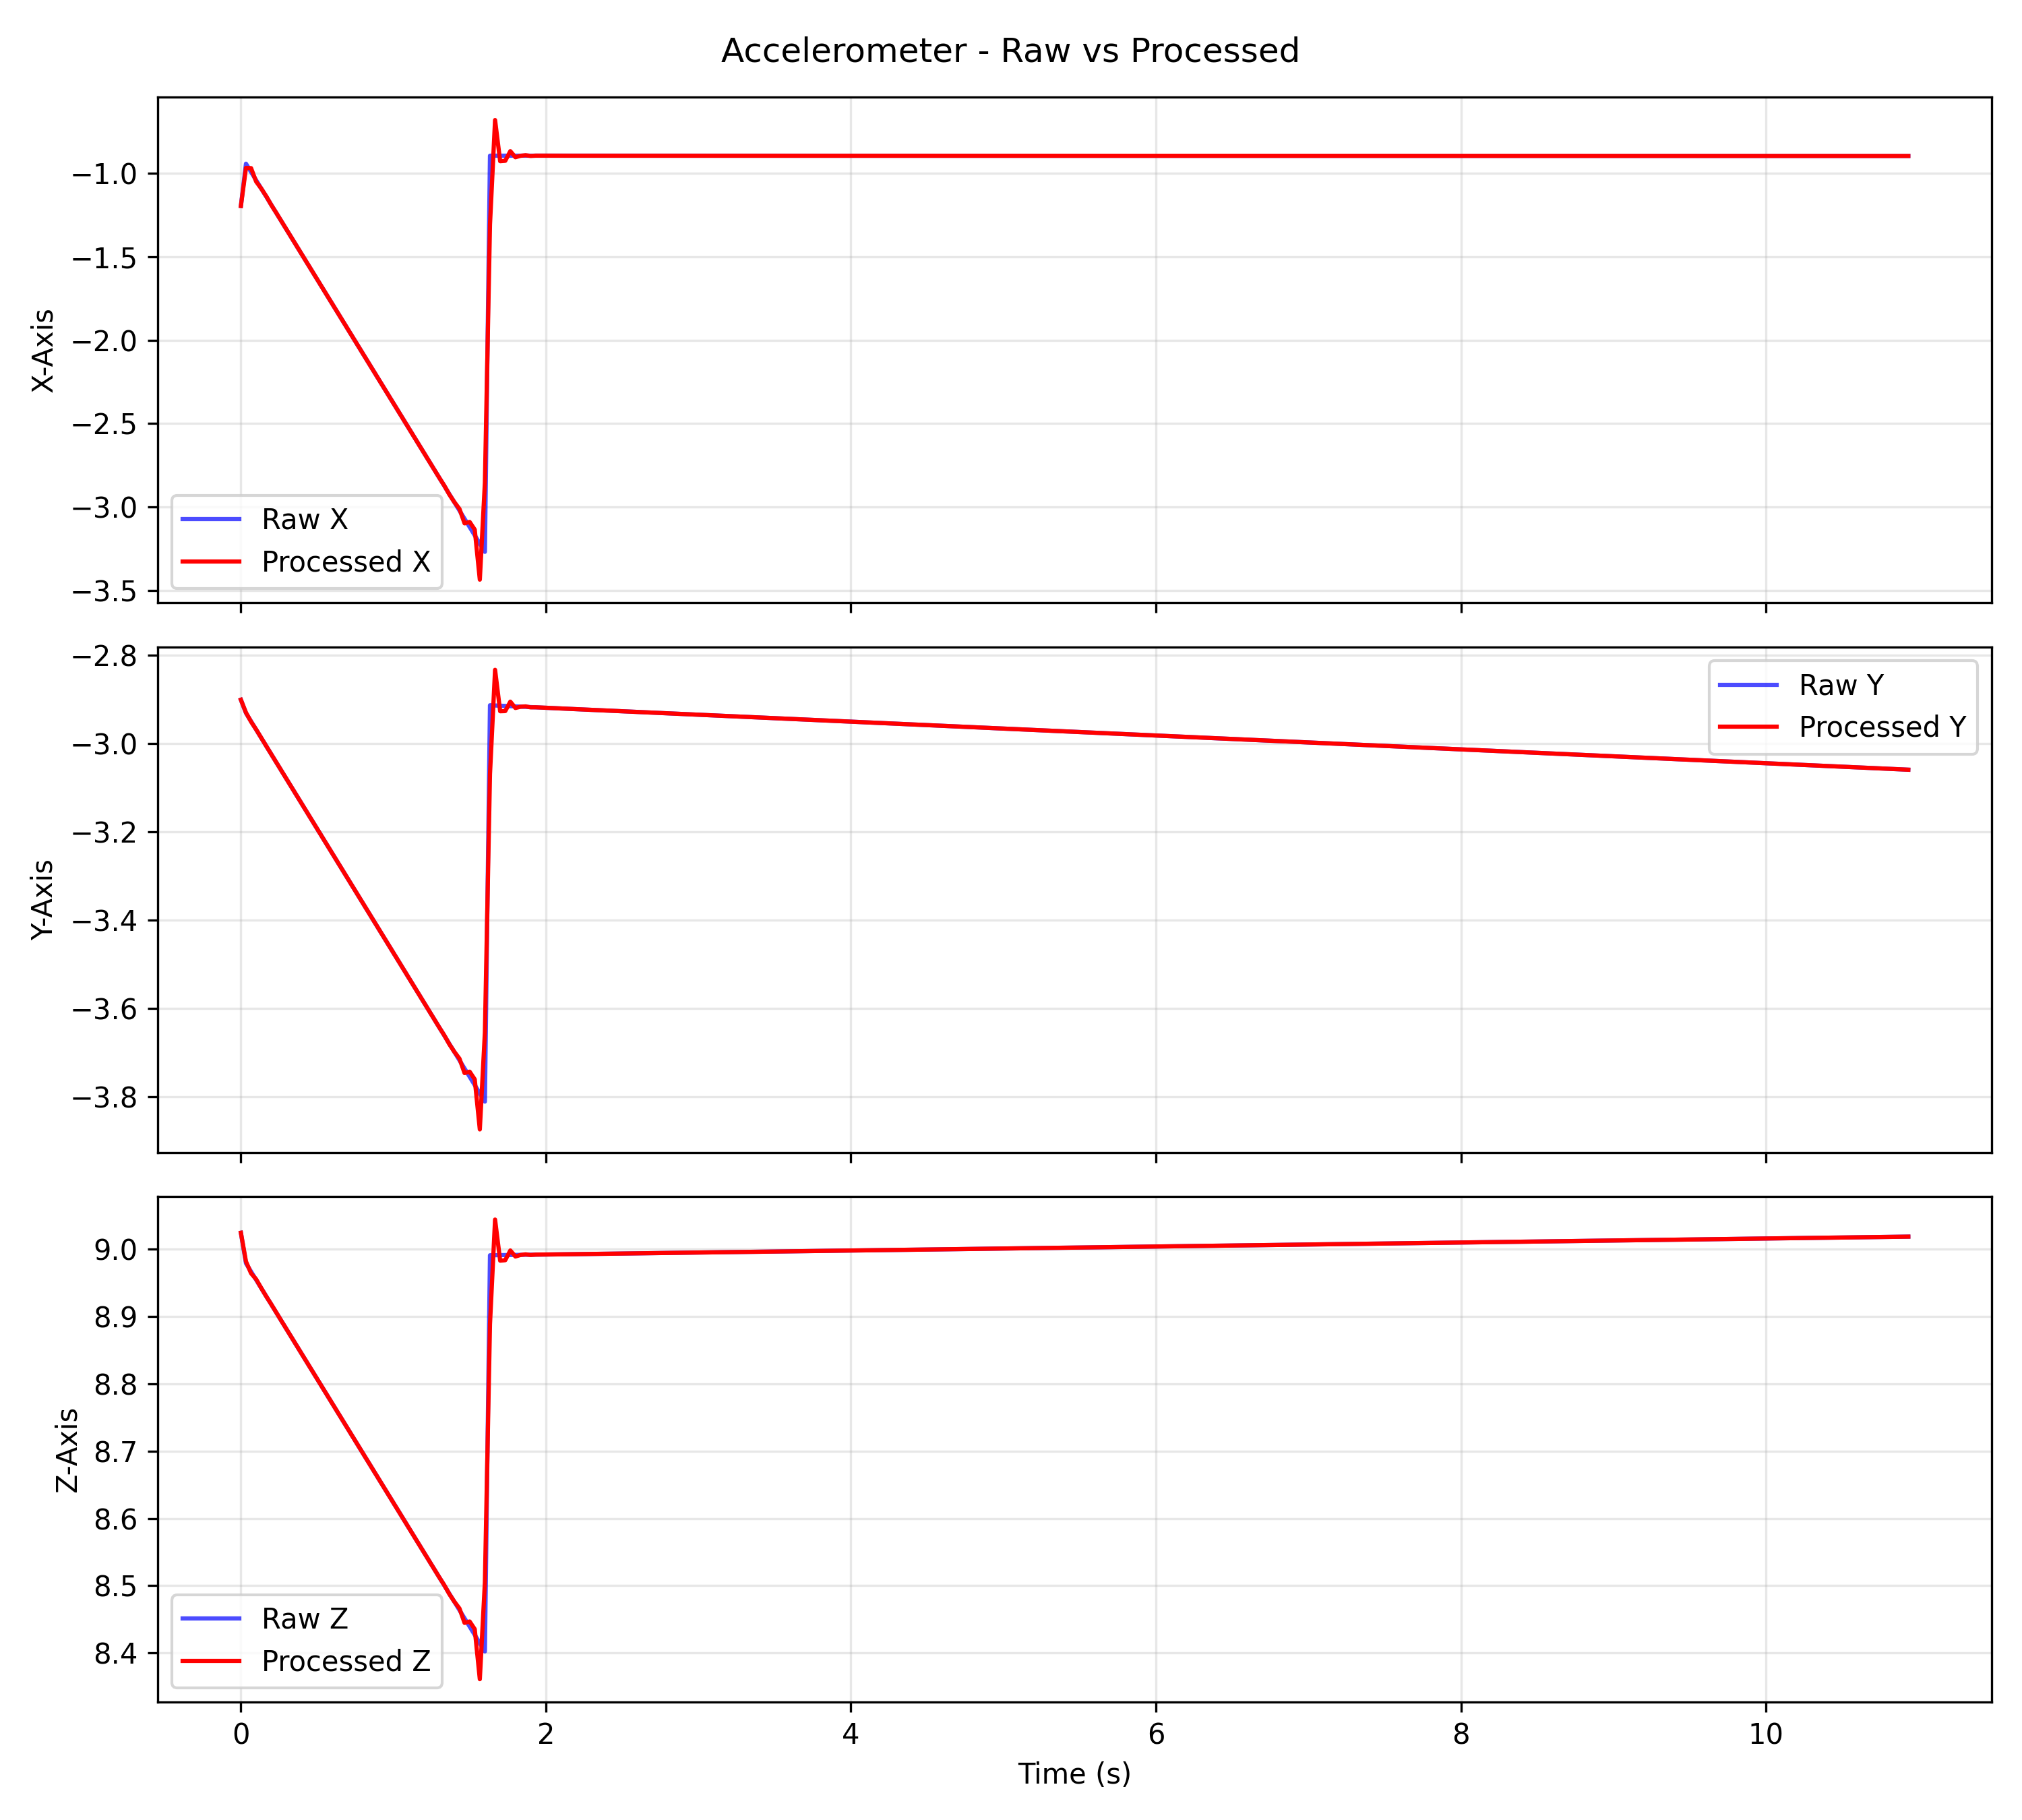 Accelerometer - Raw vs Processed
X-Axis
−1.0
−1.5
−2.0
−2.5
−3.0
−3.5
Raw X
Processed X
Y-Axis
−2.8
−3.0
−3.2
−3.4
−3.6
−3.8
Raw Y
Processed Y
Z-Axis
9.0
8.9
8.8
8.7
8.6
8.5
8.4
Raw Z
Processed Z
0 2 4 6 8 10
Time (s)